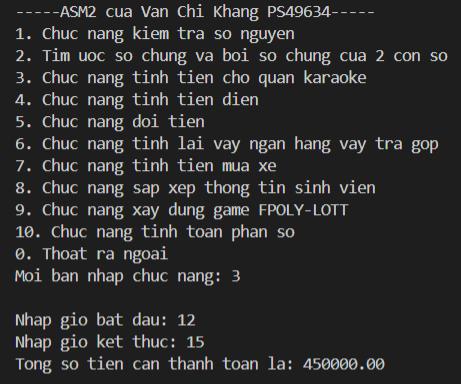 -----ASM2 cua Van Chi Khang PS49634-----
1. Chuc nang kiem tra so nguyen
2. Tim uoc so chung va boi so chung cua 2 con so
3. Chuc nang tinh tien cho quan karaoke
4. Chuc nang tinh tien dien
5. Chuc nang doi tien
6. Chuc nang tinh lai vay ngan hang vay tra gop
7. Chuc nang tinh tien mua xe
8. Chuc nang sap xep thong tin sinh vien
9. Chuc nang xay dung game FPOLY-LOTT
10. Chuc nang tinh toan phan so
0. Thoat ra ngoai
Moi ban nhap chuc nang: 3
Nhap gio bat dau: 12
Nhap gio ket thuc: 15
Tong so tien can thanh toan la: 450000.00